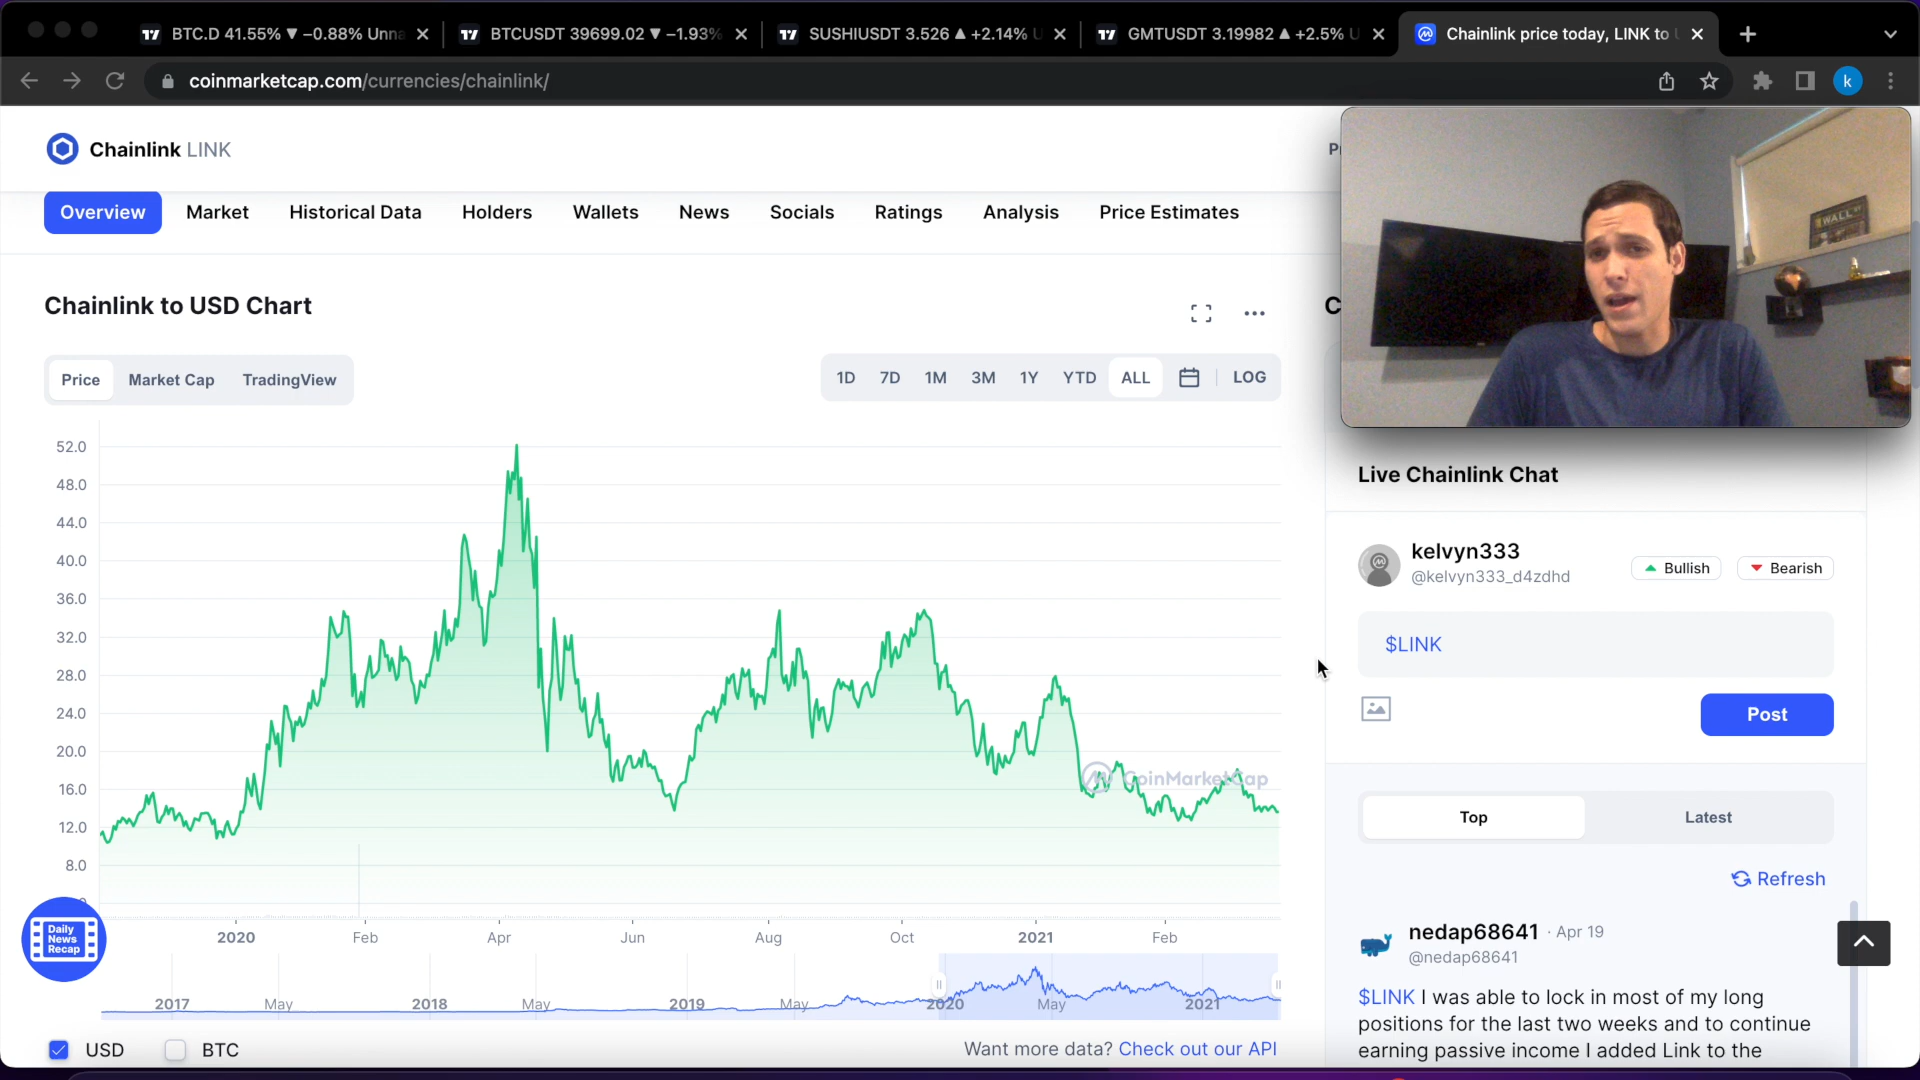 BTC.D 41.55% ▼ −0.88% Unna
BTCUSDT 39699.02 ▼ −1.93%
SUSHIUSDT 3.526 ▲ +2.14% U
GMTUSDT 3.19982 ▲ +2.5% U
Chainlink price today, LINK to U
coinmarketcap.com/currencies/chainlink/
k
Chainlink LINK
Overview
Market
Historical Data
Holders
Wallets
News
Socials
Ratings
Analysis
Price Estimates
WALL
Chainlink to USD Chart
Price
Market Cap
TradingView
1D
7D
1M
3M
1Y
YTD
ALL
LOG
52.0
48.0
44.0
40.0
36.0
32.0
28.0
24.0
20.0
16.0
12.0
8.0
CoinMarketCap
2020
Feb
Apr
Jun
Aug
Oct
2021
Feb
2017
May
2018
May
2019
May
2020
May
2021
Daily
News
Recap
USD
BTC
Want more data? Check out our API
Live Chainlink Chat
kelvyn333
@kelvyn333_d4zdhd
Bullish
Bearish
$LINK
Post
Top
Latest
Refresh
nedap68641 · Apr 19
@nedap68641
$LINK I was able to lock in most of my long
positions for the last two weeks and to continue
earning passive income I added Link to the